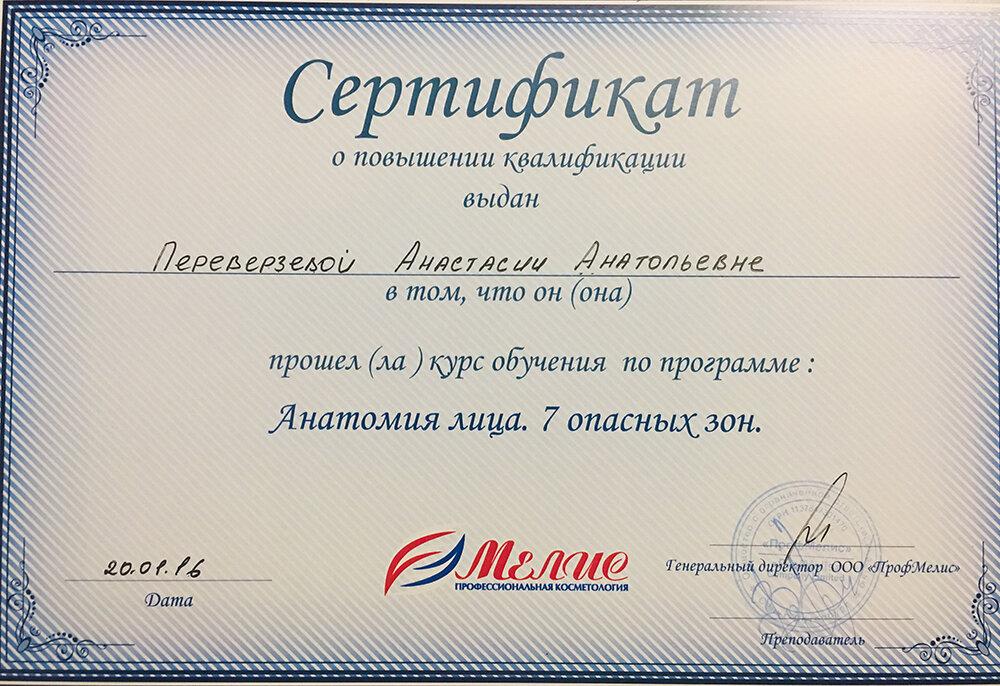 Сертификат
о повышении квалификации
выдан
Переверзевой Анастасии Анатольевне
в том, что он (она)
прошел (ла ) курс обучения по программе :
Анатомия лица. 7 опасных зон.
20.01.16
Дата
Мелис
ПРОФЕССИОНАЛЬНАЯ КОСМЕТОЛОГИЯ
«ПрофМелис»
Генеральный директор ООО «ПрофМелис»
Преподаватель